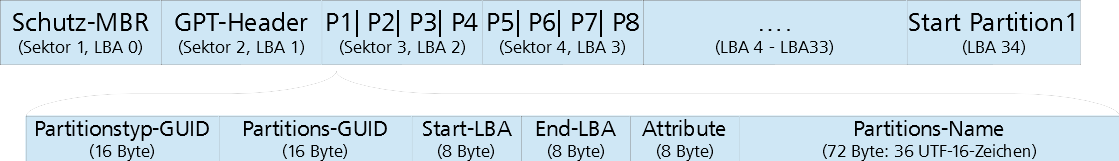 Schutz-MBR GPT-Header P1| P2| P3| P4 P5| P6| P7| P8 .... Start Partition1
(Sektor 1, LBA 0) (Sektor 2, LBA 1) (Sektor 3, LBA 2) (Sektor 4, LBA 3) (LBA 4 - LBA33) (LBA 34)
Partitionstyp-GUID Partitions-GUID Start-LBA End-LBA Attribute Partitions-Name
(16 Byte) (16 Byte) (8 Byte) (8 Byte) (8 Byte) (72 Byte: 36 UTF-16-Zeichen)